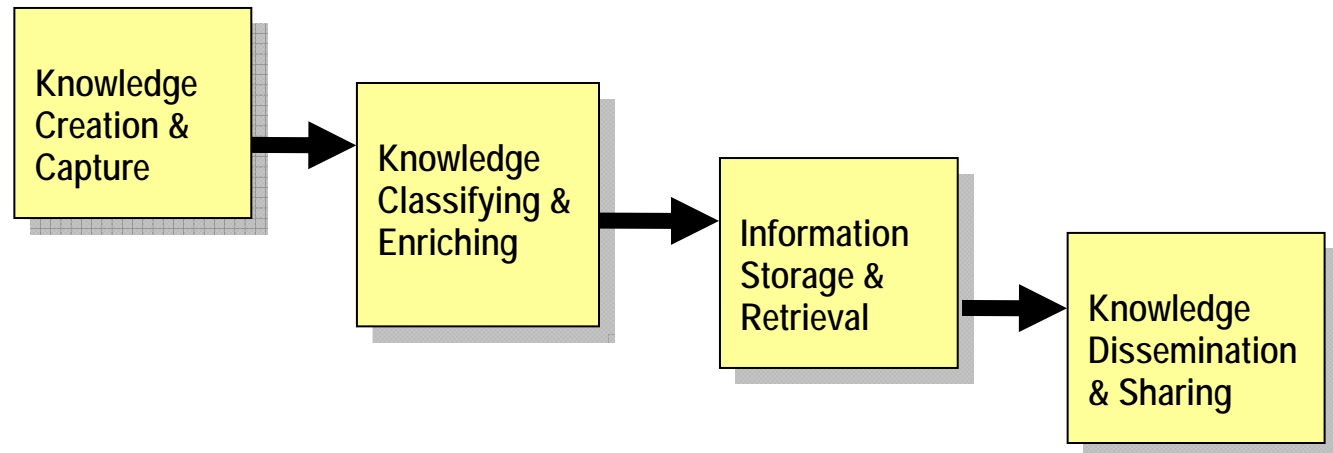 Knowledge
Creation &
Capture
Knowledge
Classifying &
Enriching
Information
Storage &
Retrieval
Knowledge
Dissemination
& Sharing